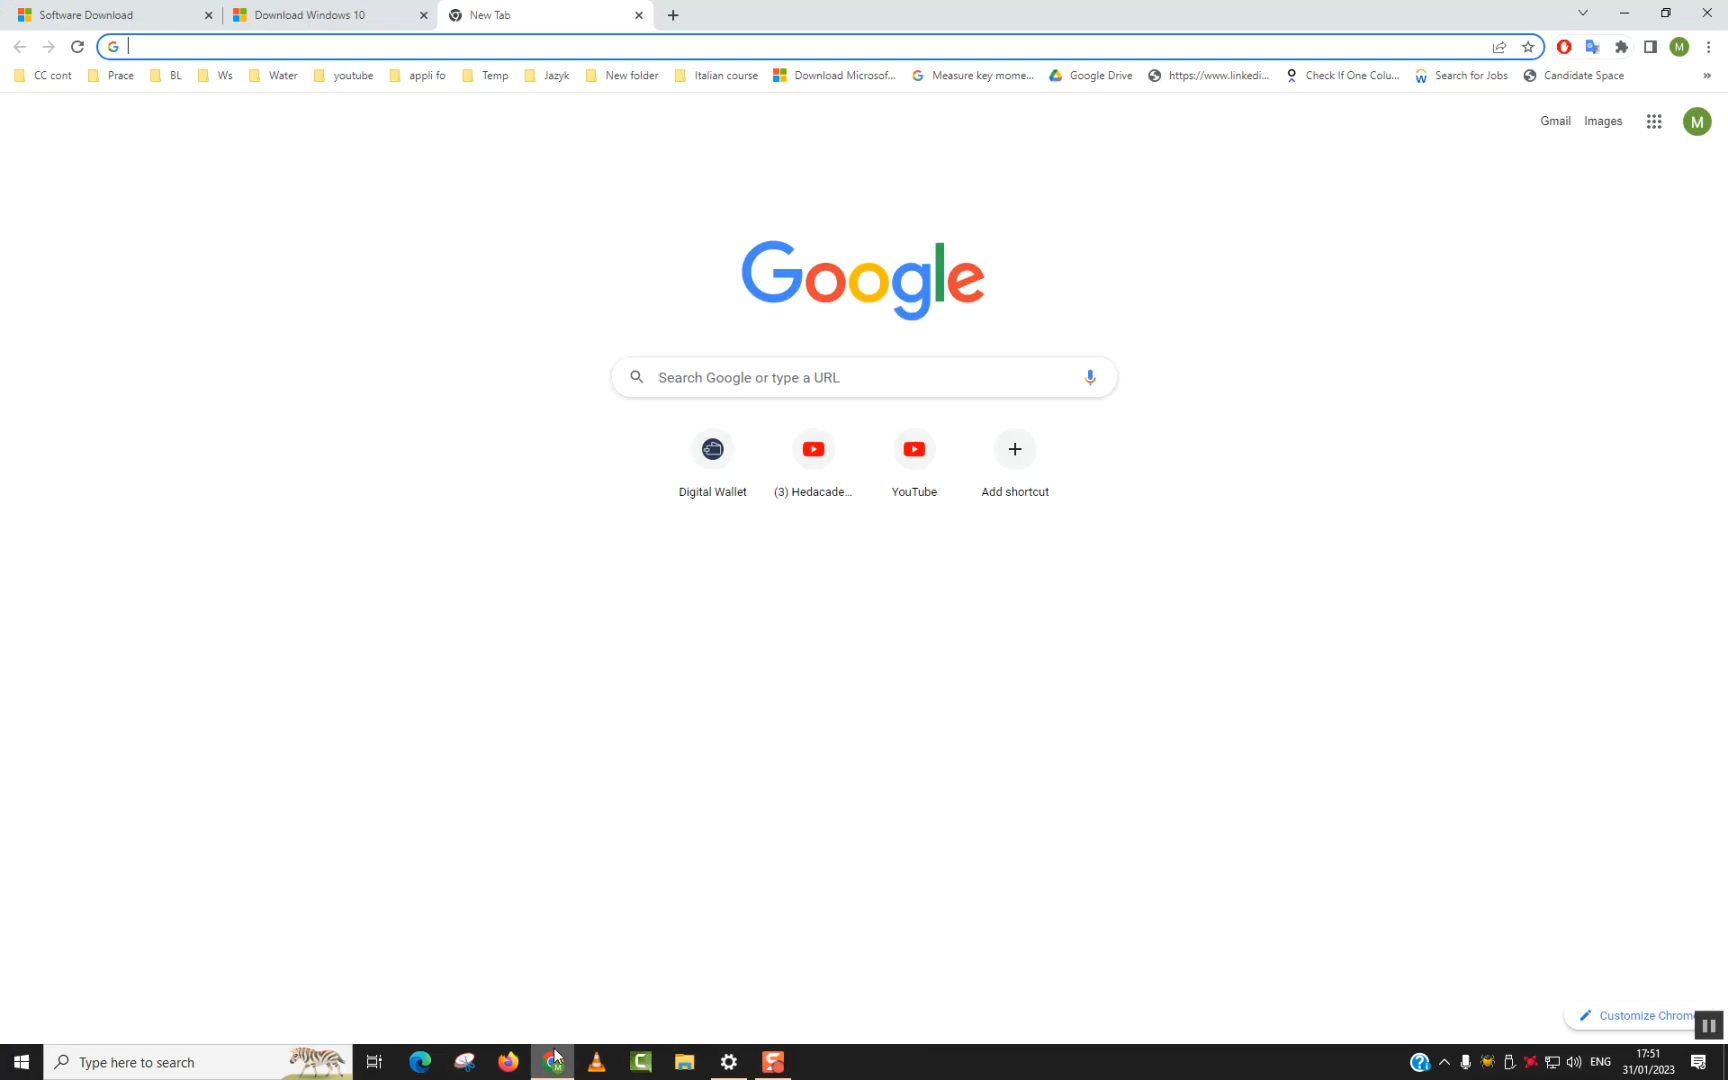 Software Download
Download Windows 10
New Tab
CC cont
Prace
BL
Ws
Water
youtube
appli fo
Temp
Jazyk
New folder
Italian course
Download Microsof...
Measure key mome...
Google Drive
https://www.linkedi...
Check If One Colu...
Search for Jobs
Candidate Space
»
Gmail
Images
M
Google
Search Google or type a URL
Digital Wallet
(3) Hedacade...
YouTube
Add shortcut
Customize Chrom
Type here to search
ENG
17:51
31/01/2023